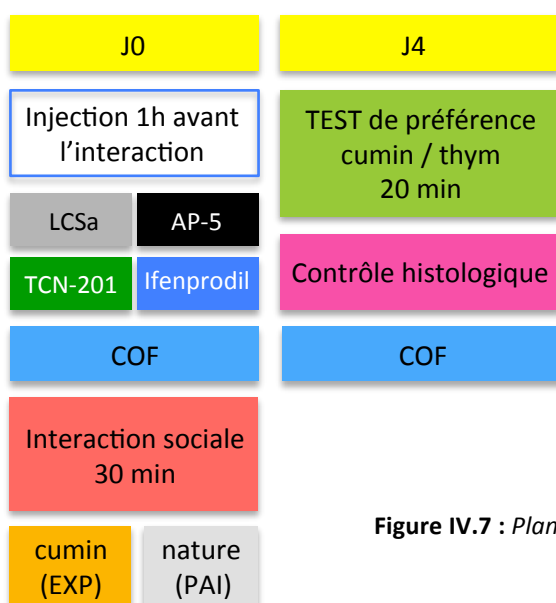 J0
Injection 1h avant
l'interaction
LCSa
AP-5
TCN-201
Ifenprodil
COF
Interaction sociale
30 min
cumin
(EXP)
nature
(PAI)
J4
TEST de préférence
cumin / thym
20 min
Contrôle histologique
COF
Figure IV.7 : Plan